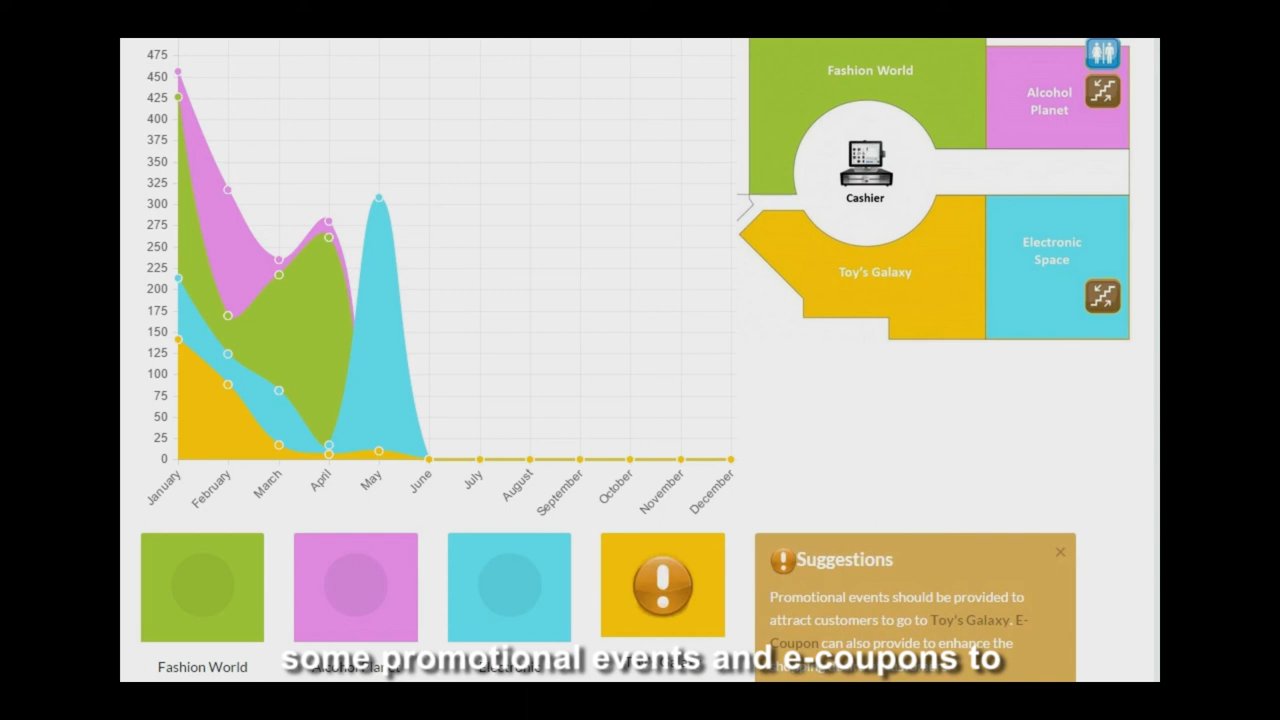 475
450
425
400
375
350
325
300
275
250
225
200
175
150
125
100
75
50
25
0
January
February
March
April
May
June
July
August
September
October
November
December
Fashion World
Alcohol
Planet
Cashier
Toy's Galaxy
Electronic
Space
Suggestions
×
Promotional events should be provided to
attract customers to go to Toy's Galaxy. E-
Coupon can also provide to enhance the
Fashion World
Alcohol Planet
Electronic
some promotional events and e-coupons to